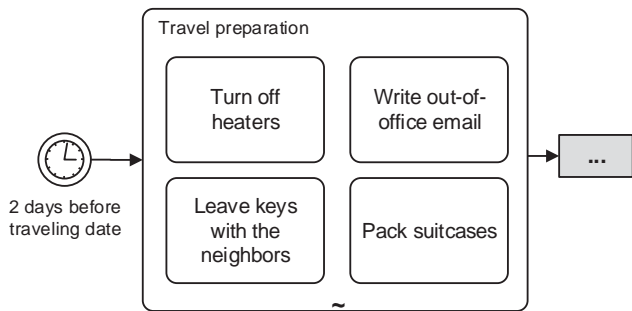 Travel preparation
Turn off
heaters
Write out-of-
office email
2 days before
traveling date
...
Leave keys
with the
neighbors
Pack suitcases
~